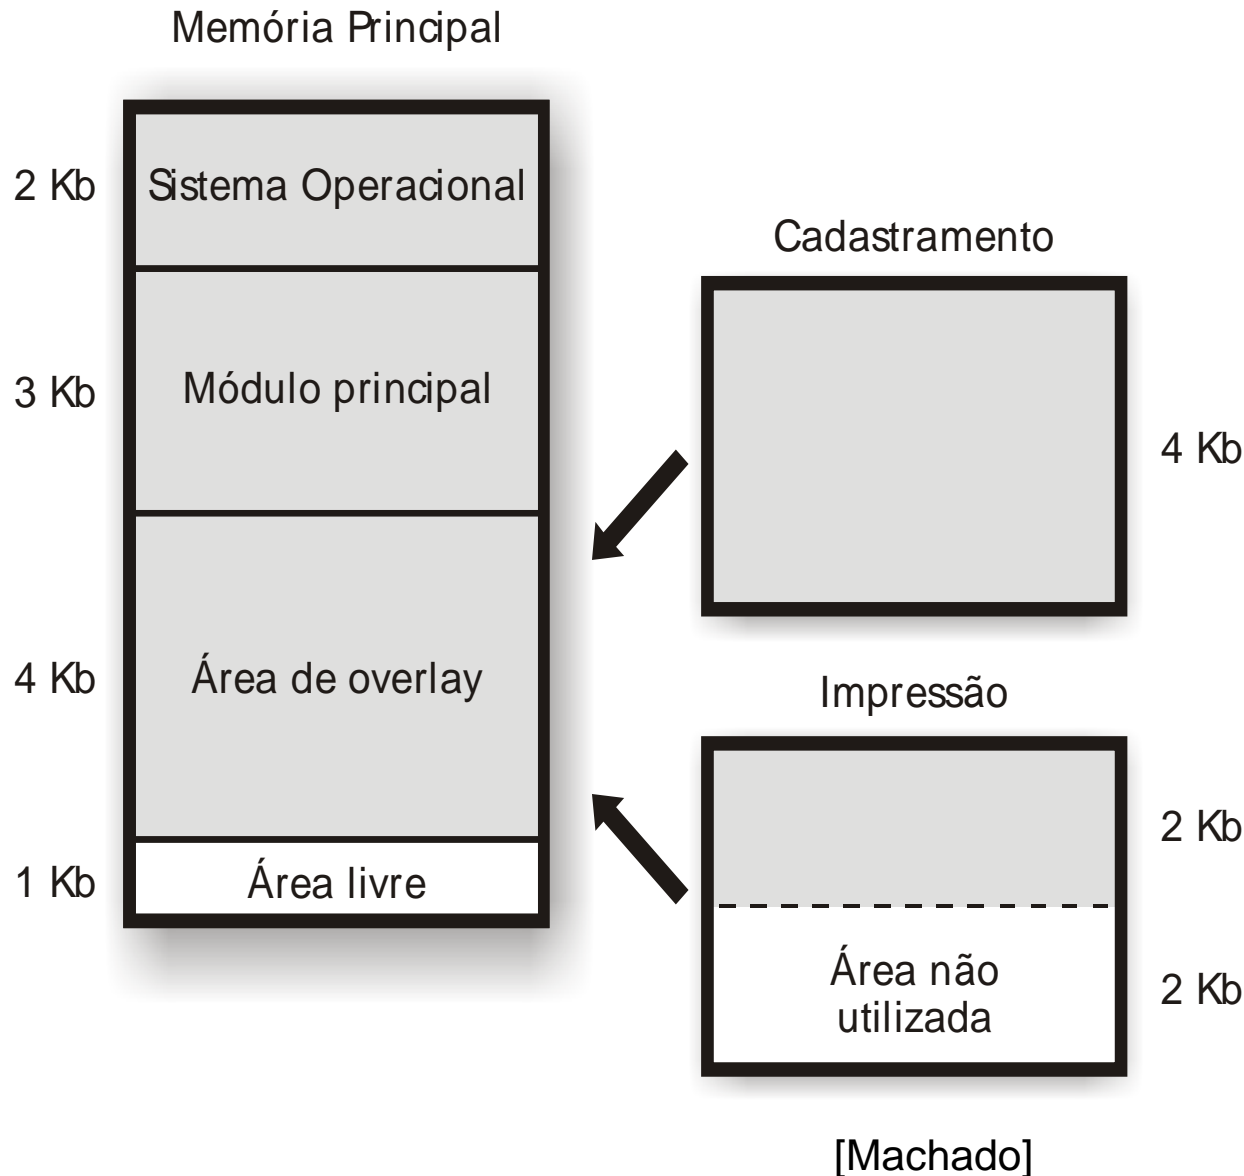 Memória Principal
2 Kb
Sistema Operacional
3 Kb
Módulo principal
4 Kb
Área de overlay
1 Kb
Área livre
Cadastramento
4 Kb
Impressão
2 Kb
Área não
utilizada
2 Kb
[Machado]